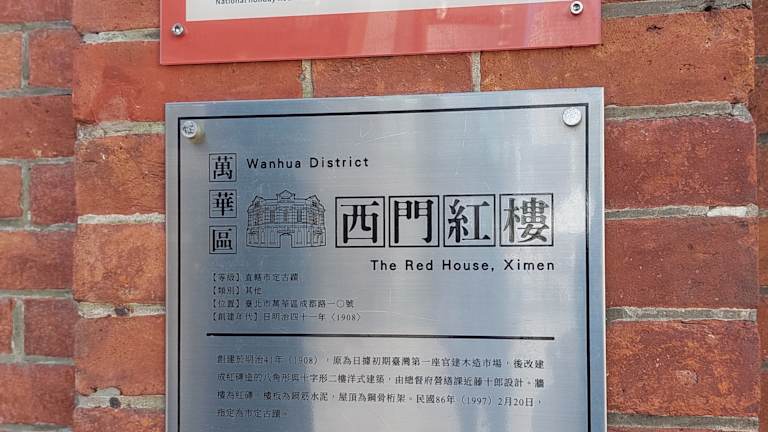 National holiday
萬華區
Wanhua District
西門紅樓
The Red House, Ximen
【等級】直轄市定古蹟
【類別】其他
【位置】臺北市萬華區成都路一〇號
【創建年代】日明治四十一年〈1908〉
創建於明治41年（1908），原為日據初期臺灣第一座官建木造市場，後改建
成紅磚造的八角形與十字形二樓洋式建築，由總督府營繕課近藤十郎設計。牆
樓為紅磚，樓板為鋼筋水泥，屋頂為鋼骨桁架。民國86年（1997）2月20日，
指定為市定古蹟。